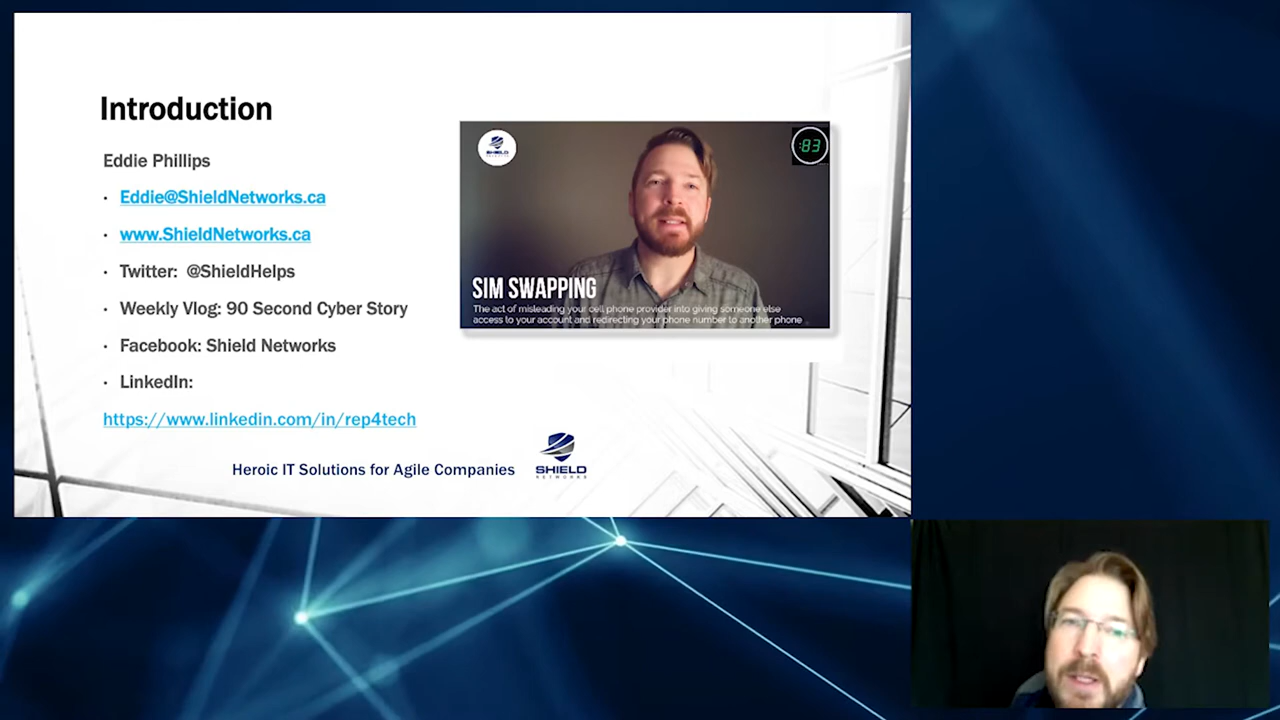 Introduction
Eddie Phillips
• Eddie@ShieldNetworks.ca
• www.ShieldNetworks.ca
• Twitter: @ShieldHelps
• Weekly Vlog: 90 Second Cyber Story
• Facebook: Shield Networks
• LinkedIn:
https://www.linkedin.com/in/rep4tech
SHIELD
:83
SIM SWAPPING
The act of misleading your cell phone provider into giving someone else
access to your account and redirecting your phone number to another phone
Heroic IT Solutions for Agile Companies
SHIELD
NETWORKS